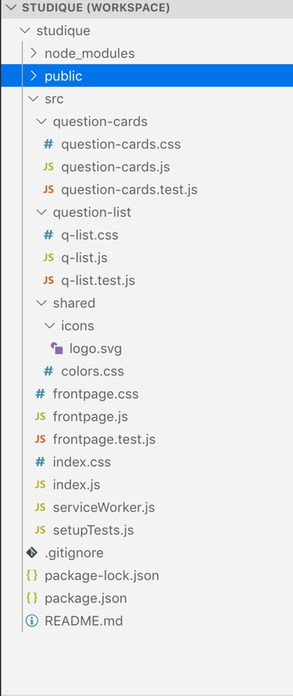 STUDIQUE (WORKSPACE)
studique
node_modules
public
src
question-cards
# question-cards.css
JS question-cards.js
JS question-cards.test.js
question-list
# q-list.css
JS q-list.js
JS q-list.test.js
shared
icons
logo.svg
# colors.css
# frontpage.css
JS frontpage.js
JS frontpage.test.js
# index.css
JS index.js
JS serviceWorker.js
JS setupTests.js
.gitignore
{} package-lock.json
{} package.json
README.md